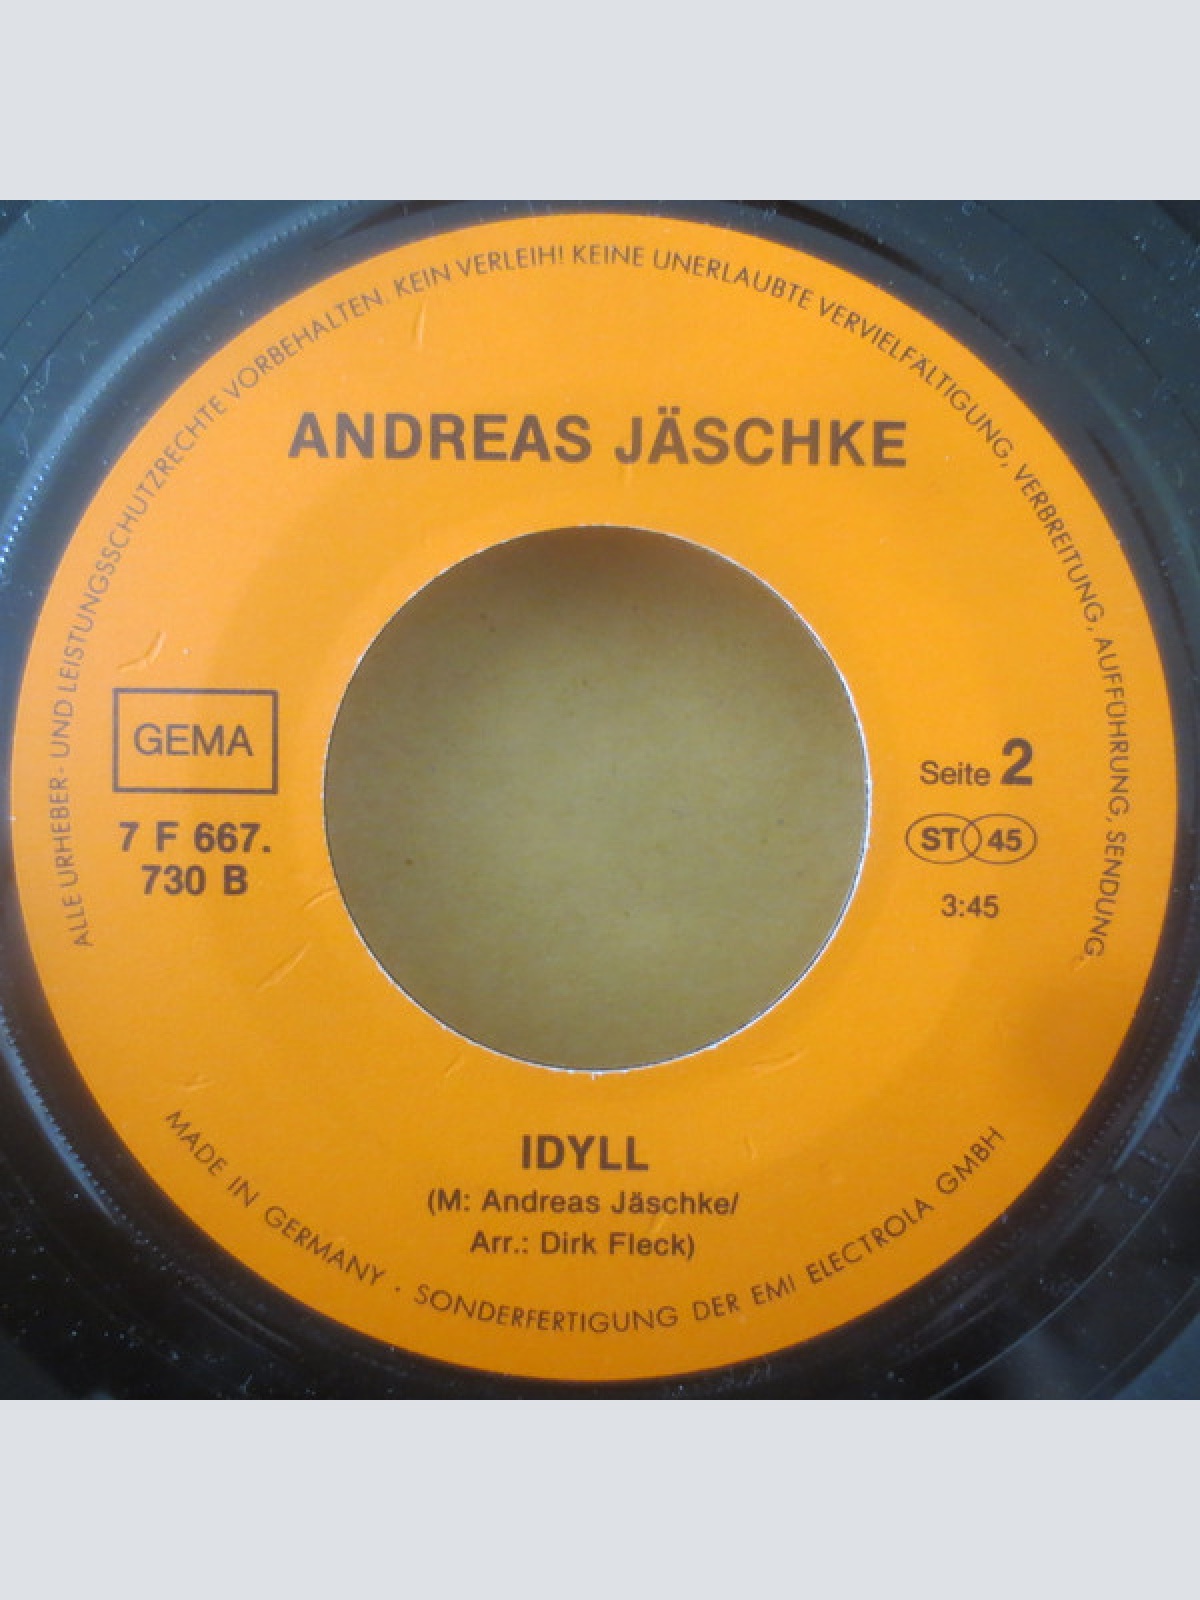 ALLE URHEBER- UND LEISTUNGSSCHUTZRECHTE VORBEHALTEN. KEIN VERLEIH! KEINE UNERLAUBTE VERVIELFÄLTIGUNG, VERBREITUNG, AUFFÜHRUNG, SENDUNG.
ANDREAS JÄSCHKE
GEMA
7 F 667.
730 B
Seite 2
ST 45
3:45
IDYLL
(M: Andreas Jäschke/
Arr.: Dirk Fleck)
MADE IN GERMANY · SONDERFERTIGUNG DER EMI ELECTROLA GMBH